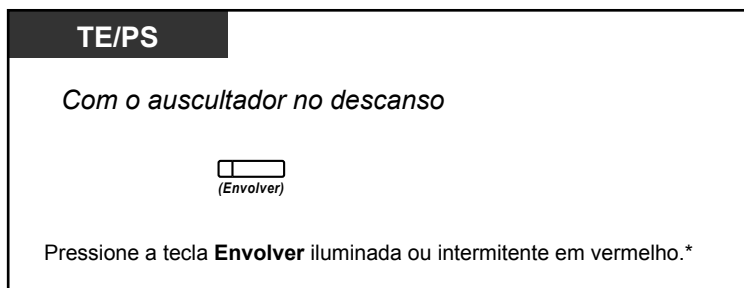 TE/PS
Com o auscultador no descanso
(Envolver)
Pressione a tecla Envolver iluminada ou intermitente em vermelho.*